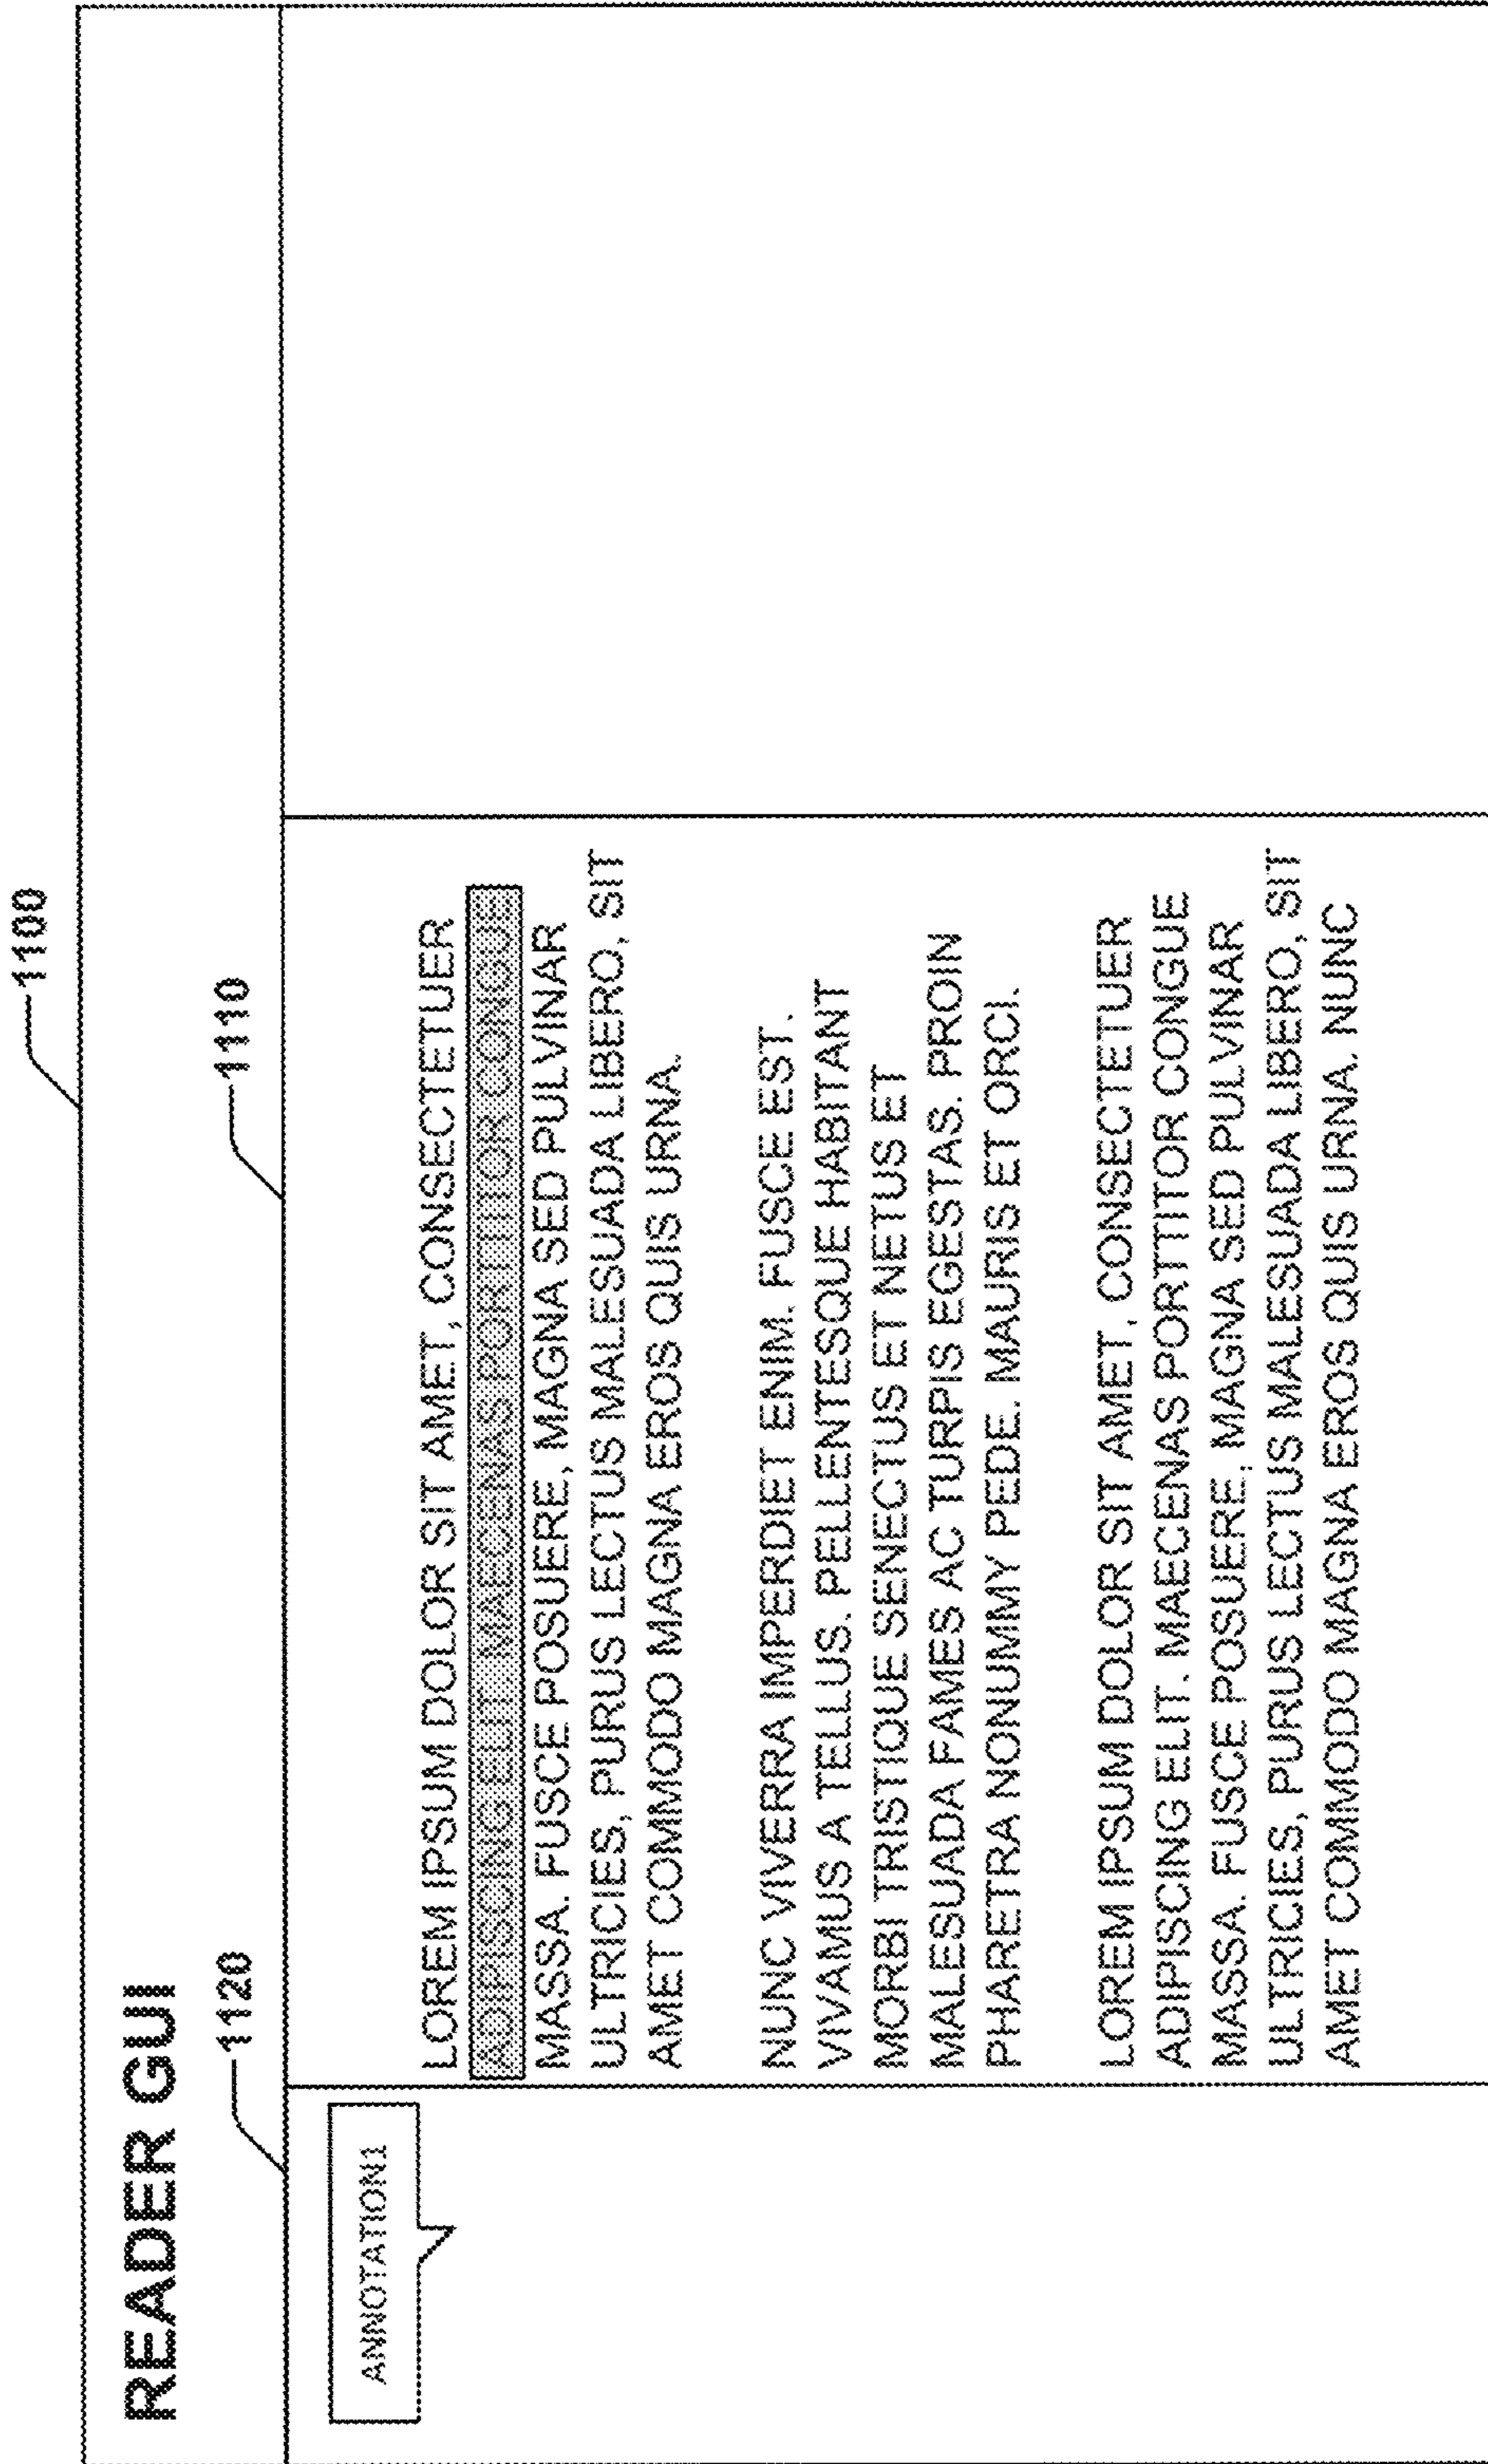 1100
READER GUI
1120
1110
ANNOTATION1
LOREM IPSUM DOLOR SIT AMET, CONSECTETUER
ADIPISCING ELIT. MAECENAS PORTTITOR CONGUE
MASSA. FUSCE POSUERE, MAGNA SED PULVINAR
ULTRICIES, PURUS LECTUS MALESUADA LIBERO, SIT
AMET COMMODO MAGNA EROS QUIS URNA.
NUNC VIVERRA IMPERDIET ENIM. FUSCE EST.
VIVAMUS A TELLUS. PELLENTESQUE HABITANT
MORBI TRISTIQUE SENECTUS ET NETUS ET
MALESUADA FAMES AC TURPIS EGESTAS. PROIN
PHARETRA NONUMMY PEDE. MAURIS ET ORCI.
LOREM IPSUM DOLOR SIT AMET, CONSECTETUER
ADIPISCING ELIT. MAECENAS PORTTITOR CONGUE
MASSA. FUSCE POSUERE, MAGNA SED PULVINAR
ULTRICIES, PURUS LECTUS MALESUADA LIBERO, SIT
AMET COMMODO MAGNA EROS QUIS URNA. NUNC